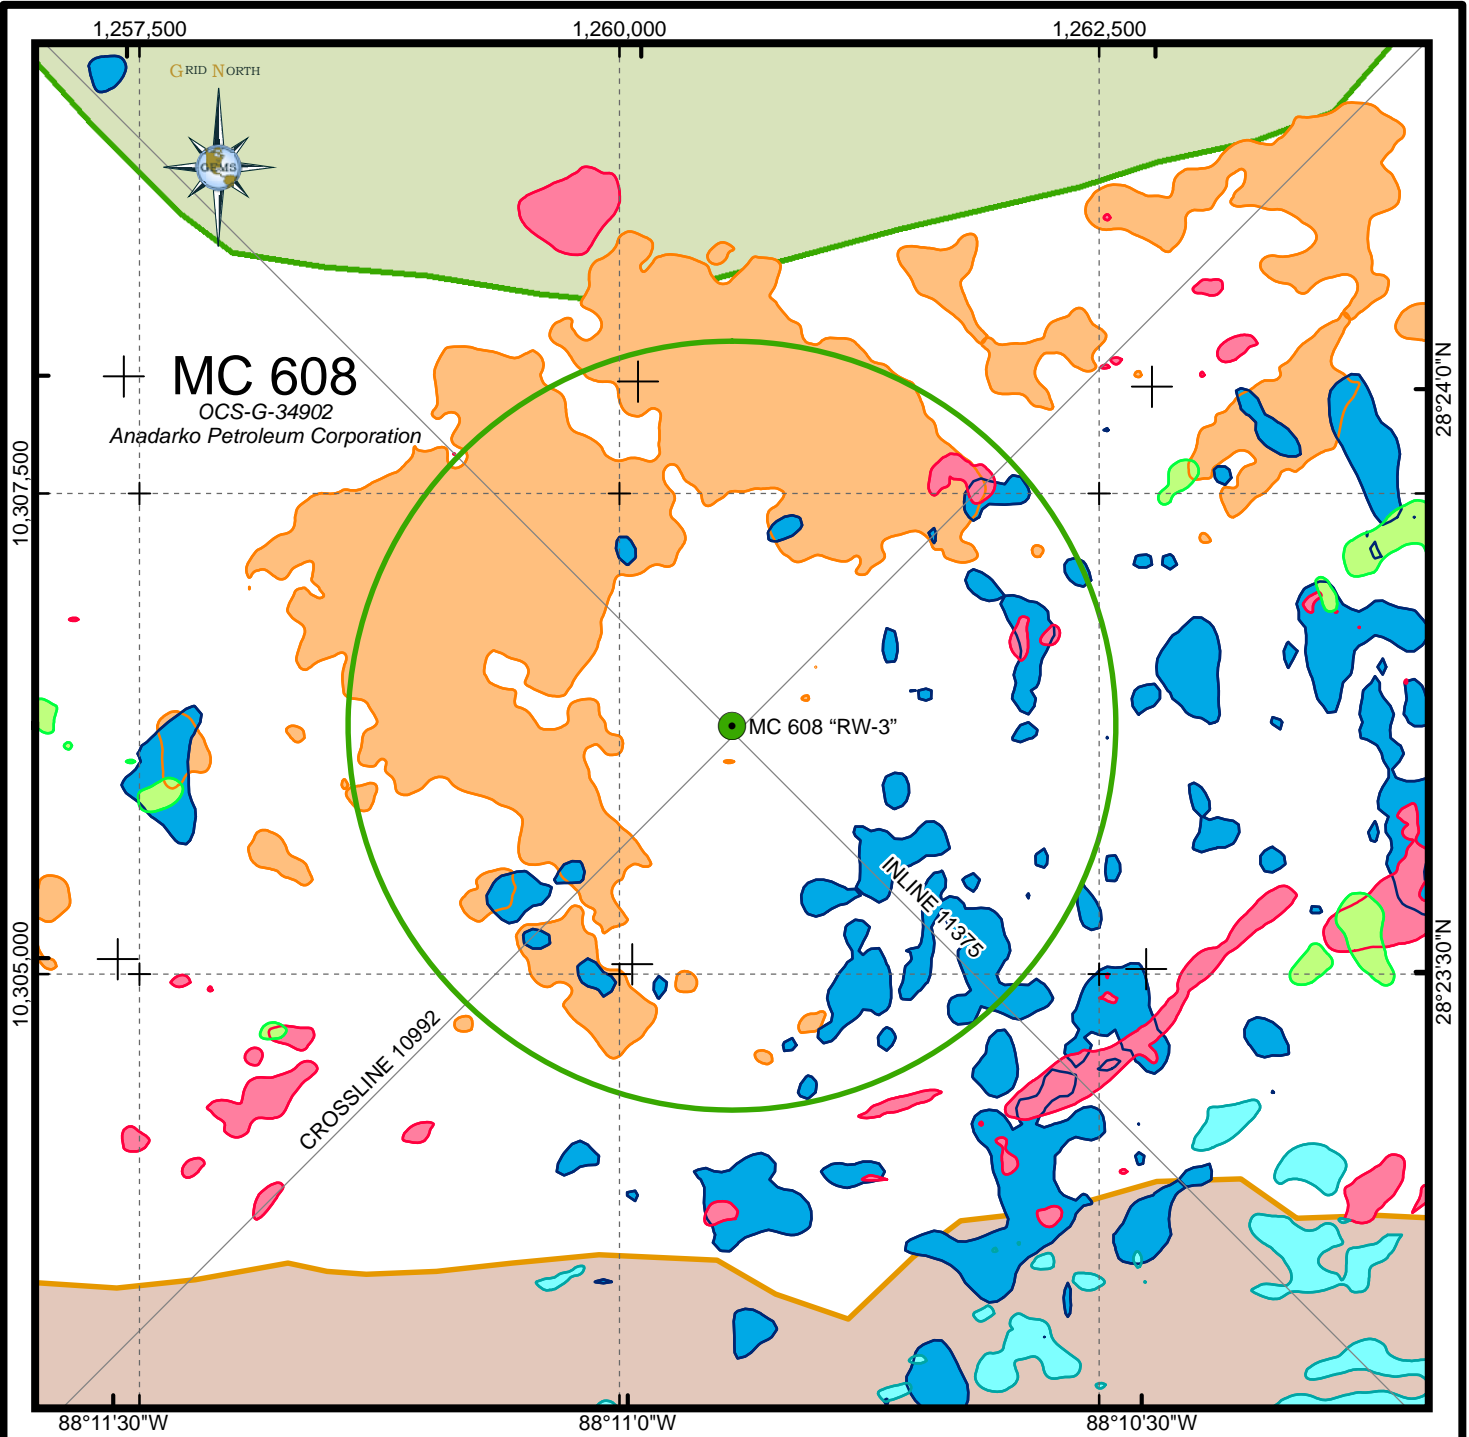 1,257,500
1,260,000
1,262,500
GRID NORTH
GEMS
MC 608
OCS-G-34902
Anadarko Petroleum Corporation
10,307,500
28°24'0"N
MC 608 “RW-3”
INLINE 11375
10,305,000
28°23'30"N
CROSSLINE 10992
88°11'30"W
88°11'0"W
88°10'30"W